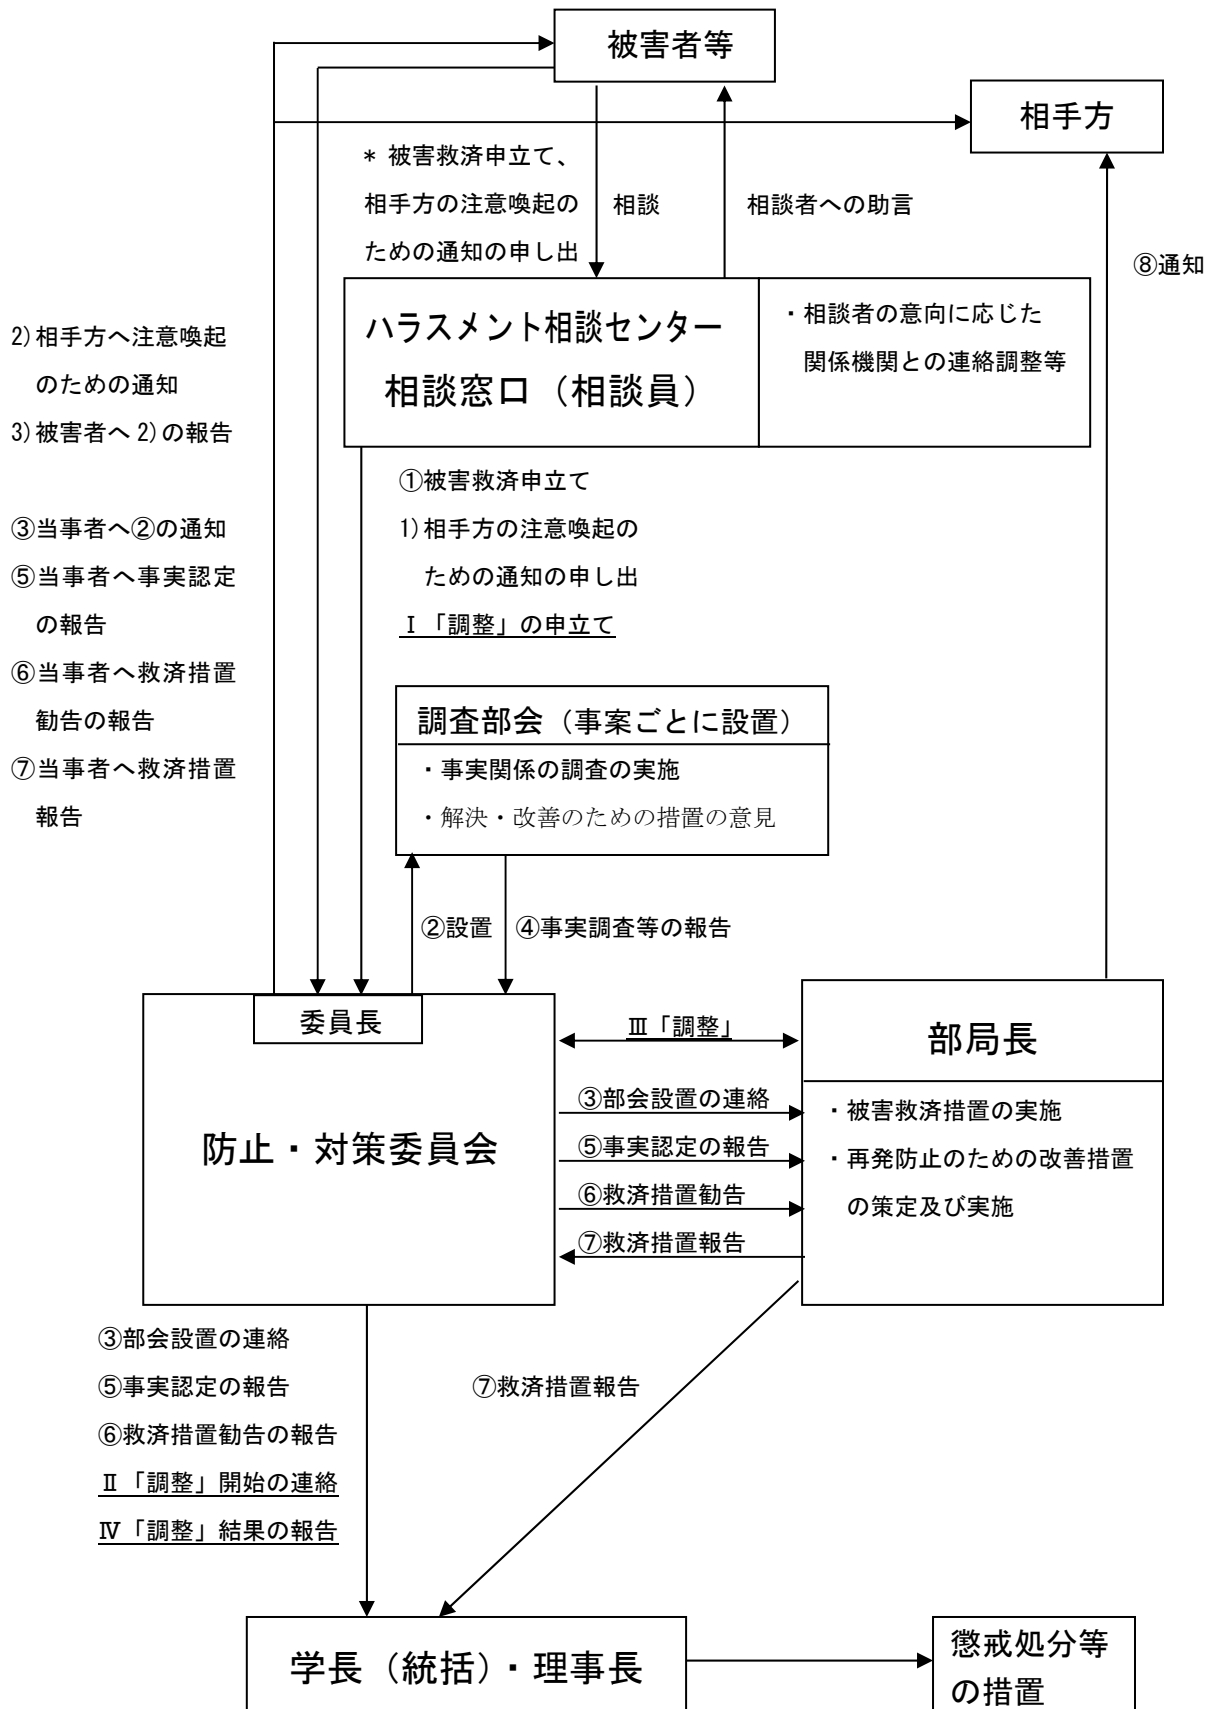 被害者等
相手方
* 被害救済申立て、
相手方の注意喚起の
ための通知の申し出
相談
相談者への助言
⑧通知
ハラスメント相談センター
相談窓口（相談員）
・相談者の意向に応じた
関係機関との連絡調整等
2)相手方へ注意喚起
のための通知
3)被害者へ 2)の報告
③当事者へ②の通知
⑤当事者へ事実認定
の報告
⑥当事者へ救済措置
勧告の報告
⑦当事者へ救済措置
報告
①被害救済申立て
1)相手方の注意喚起の
ための通知の申し出
Ⅰ「調整」の申立て
調査部会（事案ごとに設置）
・事実関係の調査の実施
・解決・改善のための措置の意見
②設置
④事実調査等の報告
委員長
防止・対策委員会
Ⅲ「調整」
③部会設置の連絡
⑤事実認定の報告
⑥救済措置勧告
⑦救済措置報告
部局長
・被害救済措置の実施
・再発防止のための改善措置
の策定及び実施
③部会設置の連絡
⑤事実認定の報告
⑥救済措置勧告の報告
Ⅱ「調整」開始の連絡
Ⅳ「調整」結果の報告
⑦救済措置報告
学長（統括）・理事長
懲戒処分等
の措置